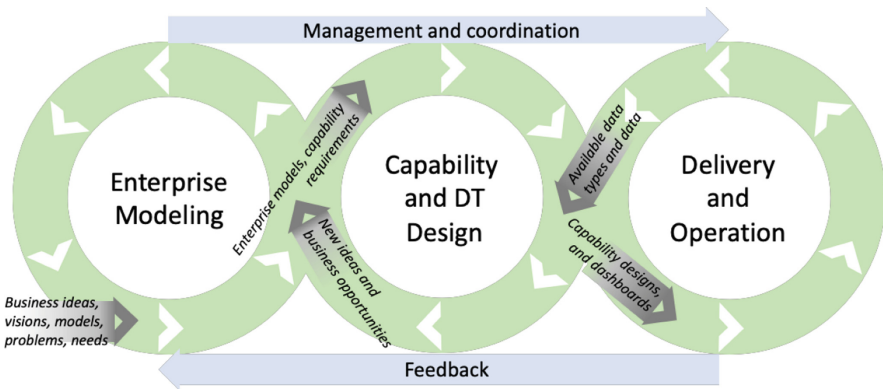 Management and coordination
Enterprise
Modeling
Enterprise models, capability
requirements
Capability
and DT
Design
Available data
types and data
Delivery
and
Operation
New ideas and
business opportunities
Capability designs,
and dashboards
Business ideas,
visions, models,
problems, needs
Feedback